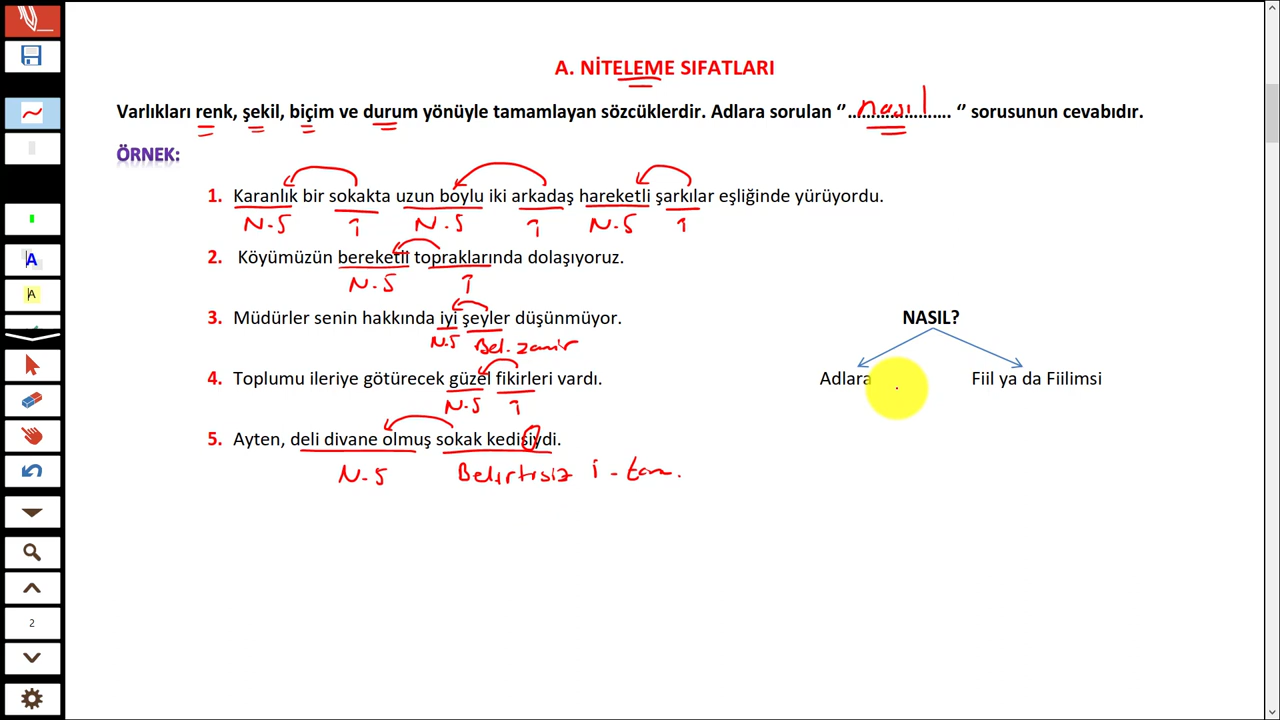 A. NİTELEME SIFATLARI
Varlıkları renk, şekil, biçim ve durum yönüyle tamamlayan sözcüklerdir. Adlara sorulan ‘’…nasıl…’’ sorusunun cevabıdır.
ÖRNEK:
1. Karanlık bir sokakta uzun boylu iki arkadaş hareketli şarkılar eşliğinde yürüyordu.
N.S İ N.S İ N.S İ
2. Köyümüzün bereketli topraklarında dolaşıyoruz.
N.S İ
3. Müdürler senin hakkında iyi şeyler düşünmüyor.
N.S Bel. zamir
NASIL?
4. Toplumu ileriye götürecek güzel fikirleri vardı.
N.S İ
Adlara Fiil ya da Fiilimsi
5. Ayten, deli divane olmuş sokak kedisiydi.
N.S Belirtisiz İ-tam.
A
A
2